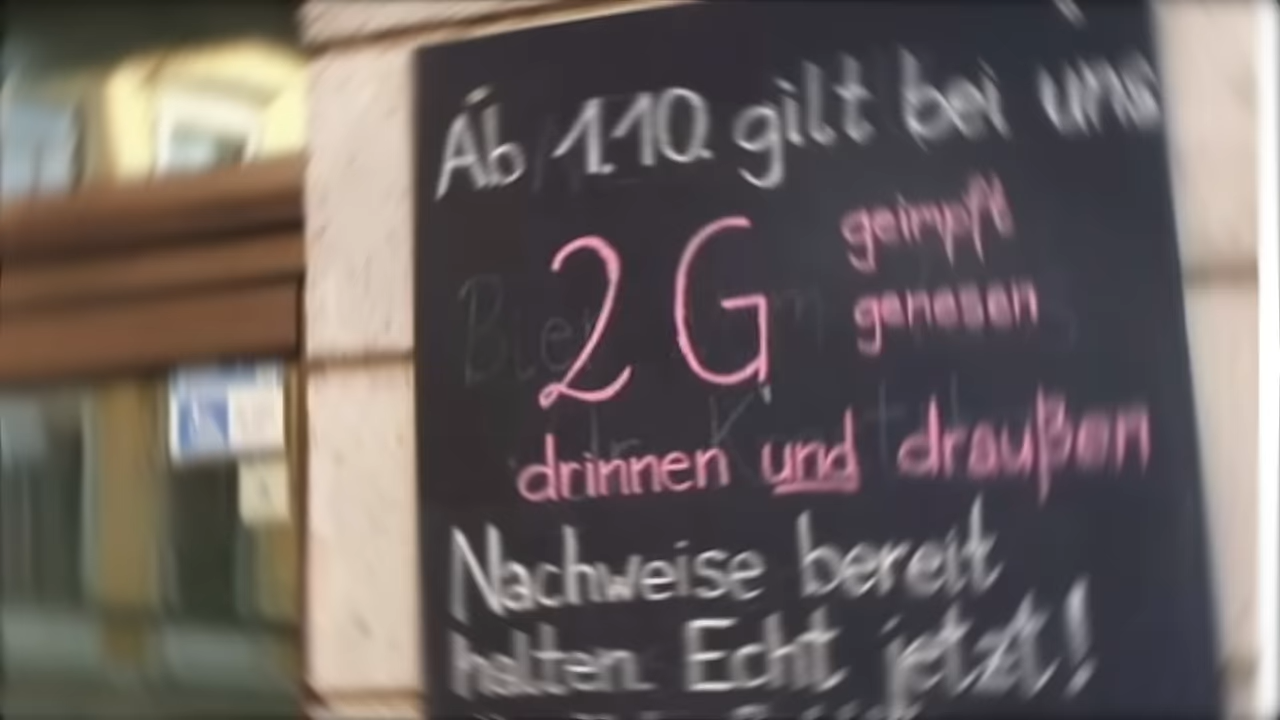 Ab 1.10. gilt bei uns
2G geimpft
genesen
drinnen und draußen
Nachweise bereit
halten. Echt jetzt!